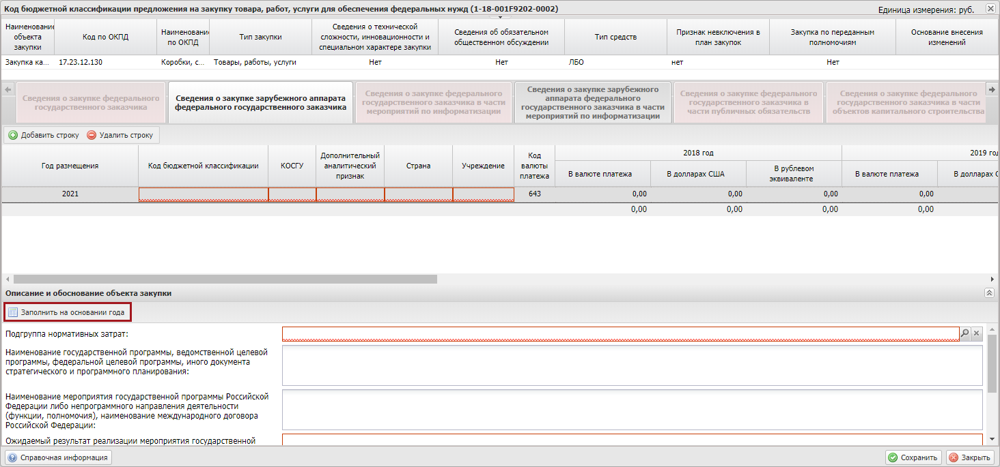 Код бюджетной классификации предложения на закупку товара, работ, услуги для обеспечения федеральных нужд (1-18-001F9202-0002)
Единица измерения: руб.
Наименование объекта закупки
Код по ОКПД
Наименование по ОКПД
Тип закупки
Сведения о технической сложности, инновационности и специальном характере закупки
Сведения об обязательном общественном обсуждении
Тип средств
Признак невключения в план закупок
Закупка по переданным полномочиям
Основание внесения изменений
Закупка ка... 17.23.12.130 Коробки, с... Товары, работы, услуги Нет Нет ЛБО нет Нет
Сведения о закупке федерального
государственного заказчика
Сведения о закупке зарубежного аппарата
федерального государственного заказчика
Сведения о закупке федерального
государственного заказчика в части
мероприятий по информатизации
Сведения о закупке зарубежного
аппарата федерального
государственного заказчика в части
мероприятий по информатизации
Сведения о закупке федерального
государственного заказчика в
части публичных обязательств
Сведения о закупке федерального
государственного заказчика в части
объектов капитального строительства
Добавить строку Удалить строку
Год размещения
Код бюджетной классификации
КОСГУ
Дополнительный
аналитический
признак
Страна
Учреждение
Код
валюты
платежа
2018 год
2019 год
В валюте платежа
В долларах США
В рублевом
эквиваленте
В валюте платежа
В долларах С
2021 643 0,00 0,00 0,00 0,00
0,00 0,00 0,00 0,00
Описание и обоснование объекта закупки
Заполнить на основании года
Подгруппа нормативных затрат:
Наименование государственной программы, ведомственной целевой
программы, федеральной целевой программы, иного документа
стратегического и программного планирования:
Наименование мероприятия государственной программы Российской
Федерации либо непрограммного направления деятельности
(функции, полномочия), наименование международного договора
Российской Федерации:
Ожидаемый результат реализации мероприятия государственной
Справочная информация
Сохранить
Закрыть